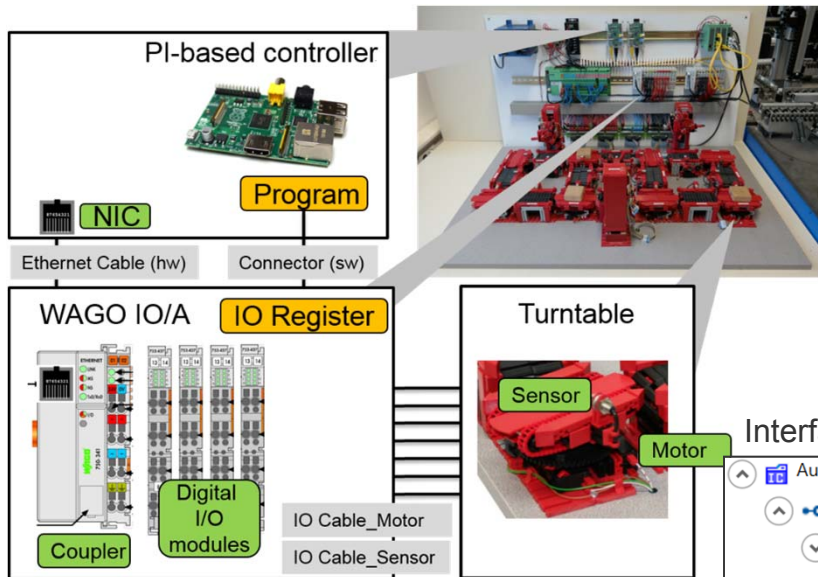 PI-based controller
Program
NIC
Ethernet Cable (hw)
Connector (sw)
WAGO IO/A
IO Register
Turntable
ETHERNET
Sensor
Motor
Digital
I/O
modules
Coupler
IO Cable_Motor
IO Cable_Sensor
Interf
Au